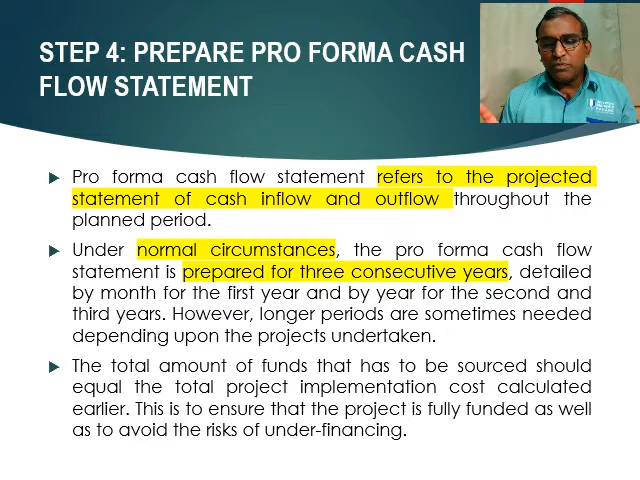 STEP 4: PREPARE PRO FORMA CASH
FLOW STATEMENT
Pro forma cash flow statement refers to the projected
statement of cash inflow and outflow throughout the
planned period.
Under normal circumstances, the pro forma cash flow
statement is prepared for three consecutive years, detailed
by month for the first year and by year for the second and
third years. However, longer periods are sometimes needed
depending upon the projects undertaken.
The total amount of funds that has to be sourced should
equal the total project implementation cost calculated
earlier. This is to ensure that the project is fully funded as well
as to avoid the risks of under-financing.